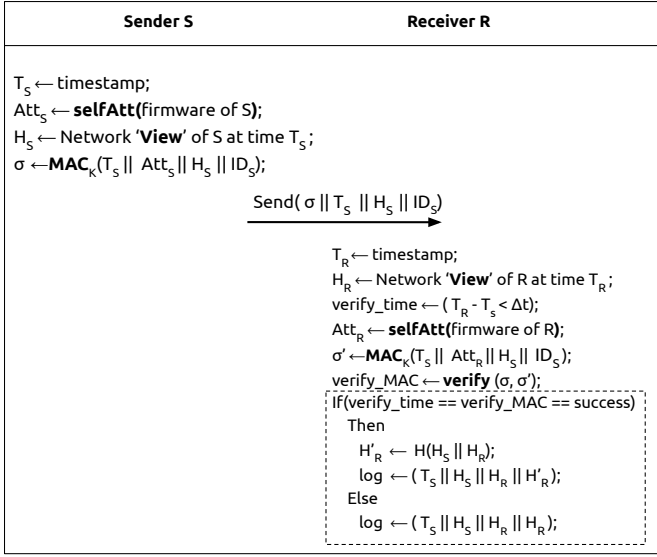 Sender S Receiver R
T_S ← timestamp;
Att_S ← selfAtt(firmware of S);
H_S ← Network ‘View’ of S at time T_S ;
σ ←MAC_K(T_S || Att_S || H_S || ID_S);
Send( σ || T_S || H_S || ID_S)
T_R ← timestamp;
H_R ← Network ‘View’ of R at time T_R ;
verify_time ← ( T_R - T_s < Δt);
Att_R ← selfAtt(firmware of R);
σ’ ←MAC_K(T_S || Att_R || H_S || ID_S);
verify_MAC ← verify (σ, σ’);
If(verify_time == verify_MAC == success)
Then
H’_R ← H(H_S || H_R);
log ← ( T_S || H_S || H_R || H’_R );
Else
log ← ( T_S || H_S || H_R || H_R );